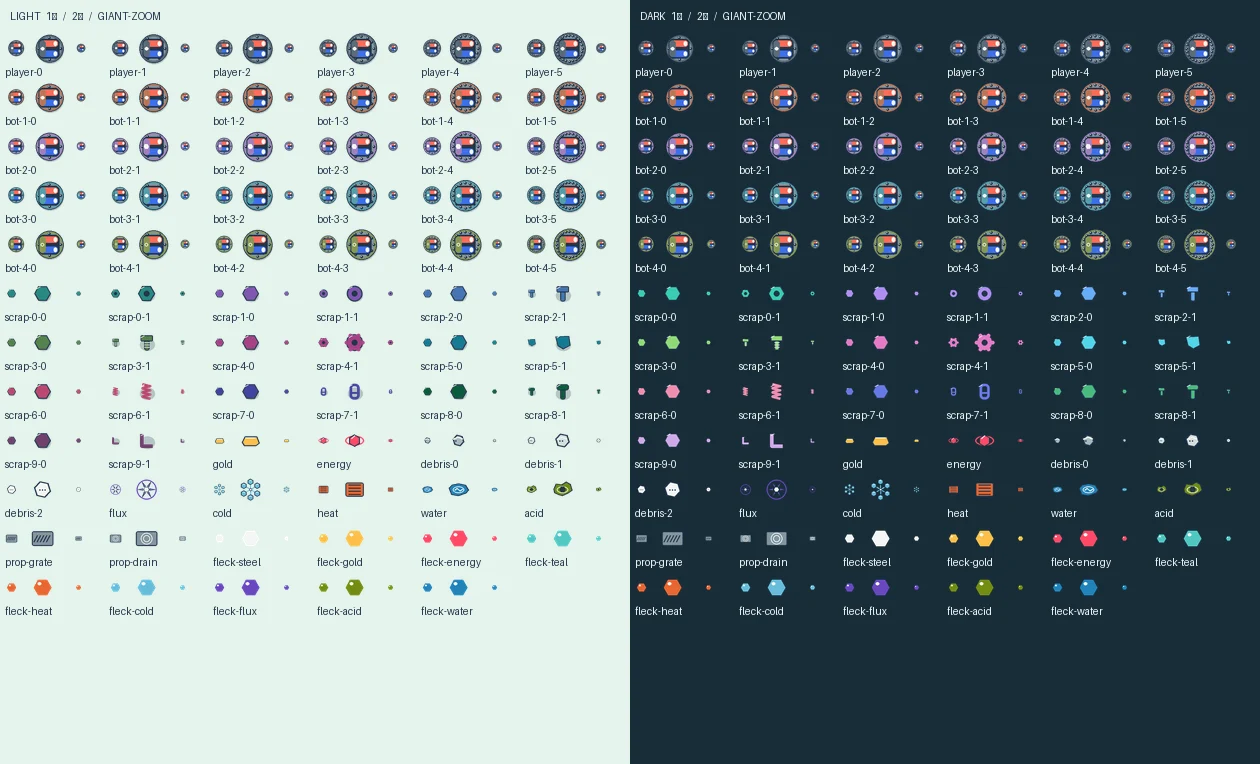 LIGHT 1▯ / 2▯ / GIANT-ZOOM
player-0 player-1 player-2 player-3 player-4 player-5
bot-1-0 bot-1-1 bot-1-2 bot-1-3 bot-1-4 bot-1-5
bot-2-0 bot-2-1 bot-2-2 bot-2-3 bot-2-4 bot-2-5
bot-3-0 bot-3-1 bot-3-2 bot-3-3 bot-3-4 bot-3-5
bot-4-0 bot-4-1 bot-4-2 bot-4-3 bot-4-4 bot-4-5
scrap-0-0 scrap-0-1 scrap-1-0 scrap-1-1 scrap-2-0 scrap-2-1
scrap-3-0 scrap-3-1 scrap-4-0 scrap-4-1 scrap-5-0 scrap-5-1
scrap-6-0 scrap-6-1 scrap-7-0 scrap-7-1 scrap-8-0 scrap-8-1
scrap-9-0 scrap-9-1 gold energy debris-0 debris-1
debris-2 flux cold heat water acid
prop-grate prop-drain fleck-steel fleck-gold fleck-energy fleck-teal
fleck-heat fleck-cold fleck-flux fleck-acid fleck-water
DARK 1▯ / 2▯ / GIANT-ZOOM
player-0 player-1 player-2 player-3 player-4 player-5
bot-1-0 bot-1-1 bot-1-2 bot-1-3 bot-1-4 bot-1-5
bot-2-0 bot-2-1 bot-2-2 bot-2-3 bot-2-4 bot-2-5
bot-3-0 bot-3-1 bot-3-2 bot-3-3 bot-3-4 bot-3-5
bot-4-0 bot-4-1 bot-4-2 bot-4-3 bot-4-4 bot-4-5
scrap-0-0 scrap-0-1 scrap-1-0 scrap-1-1 scrap-2-0 scrap-2-1
scrap-3-0 scrap-3-1 scrap-4-0 scrap-4-1 scrap-5-0 scrap-5-1
scrap-6-0 scrap-6-1 scrap-7-0 scrap-7-1 scrap-8-0 scrap-8-1
scrap-9-0 scrap-9-1 gold energy debris-0 debris-1
debris-2 flux cold heat water acid
prop-grate prop-drain fleck-steel fleck-gold fleck-energy fleck-teal
fleck-heat fleck-cold fleck-flux fleck-acid fleck-water